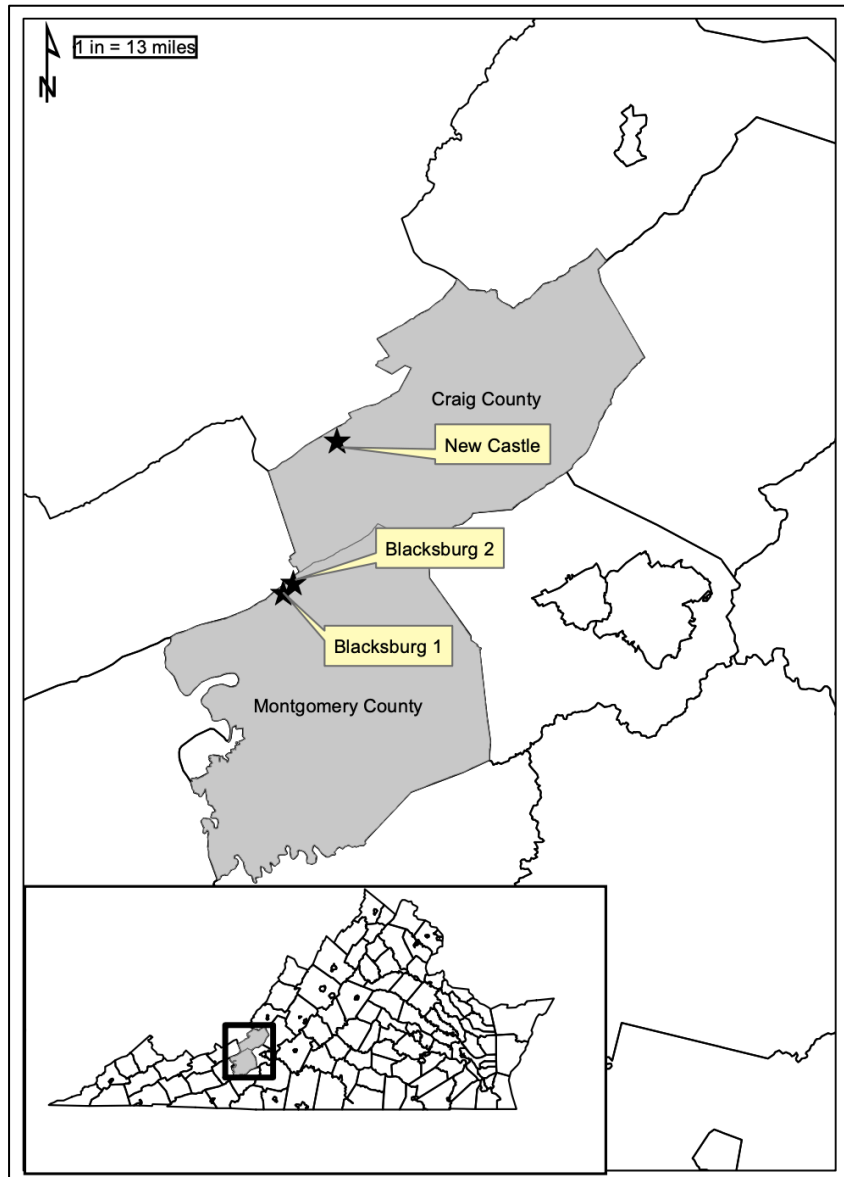 1 in = 13 miles
N
Craig County
New Castle
Blacksburg 2
Blacksburg 1
Montgomery County